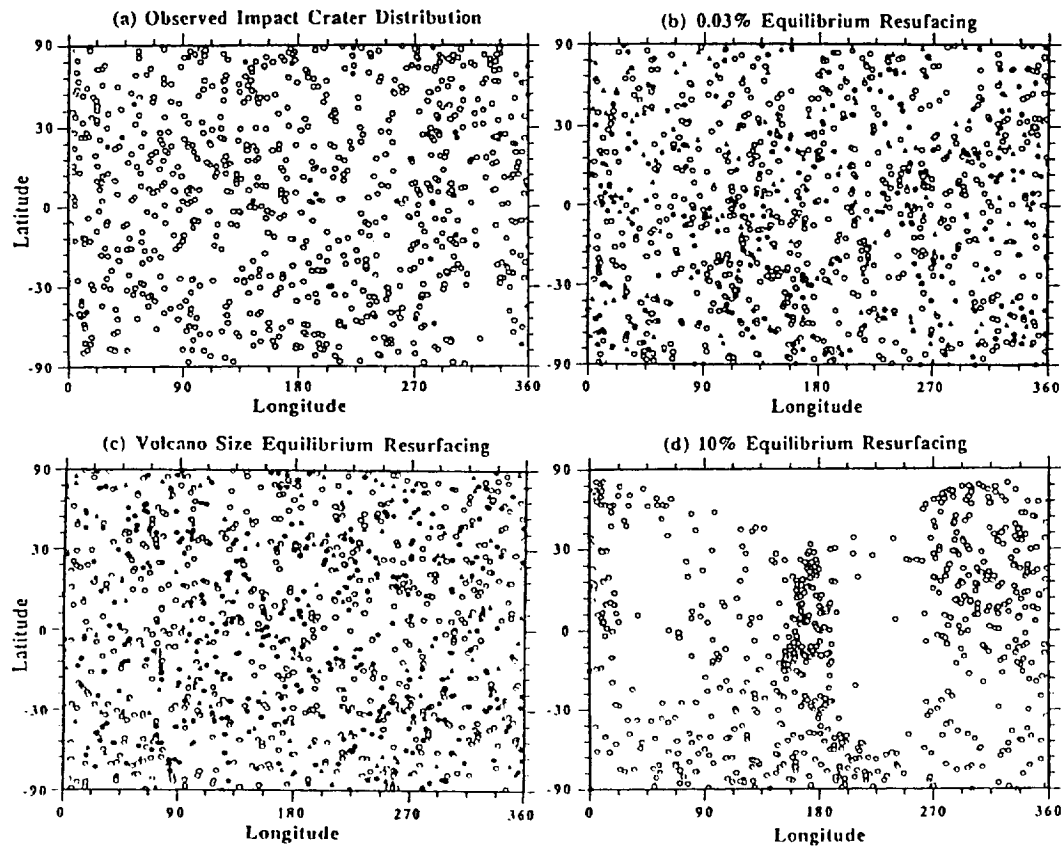 (a) Observed Impact Crater Distribution
90
30
0
-30
-90
Latitude
0 90 180 270 360
Longitude
(b) 0.03% Equilibrium Resufacing
90
30
0
-30
-90
0 90 180 270 360
Longitude
(c) Volcano Size Equilibrium Resurfacing
90
30
0
-30
-90
Latitude
0 90 180 270 360
Longitude
(d) 10% Equilibrium Resurfacing
90
30
0
-30
-90
0 90 180 270 360
Longitude